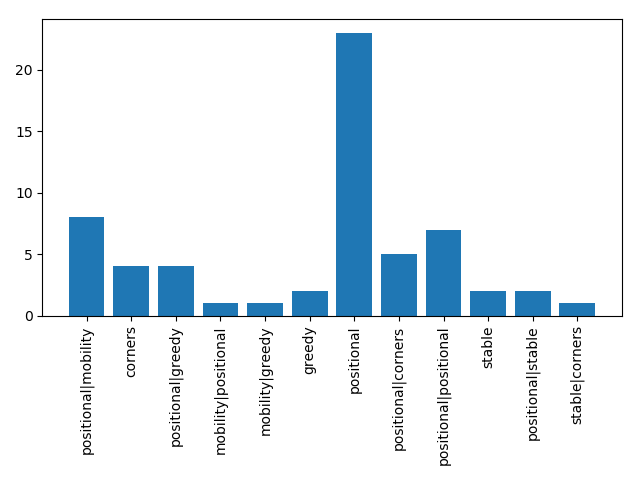 20
15
10
5
0
positional|mobility
corners
positional|greedy
mobility|positional
mobility|greedy
greedy
positional
positional|corners
positional|positional
stable
positional|stable
stable|corners